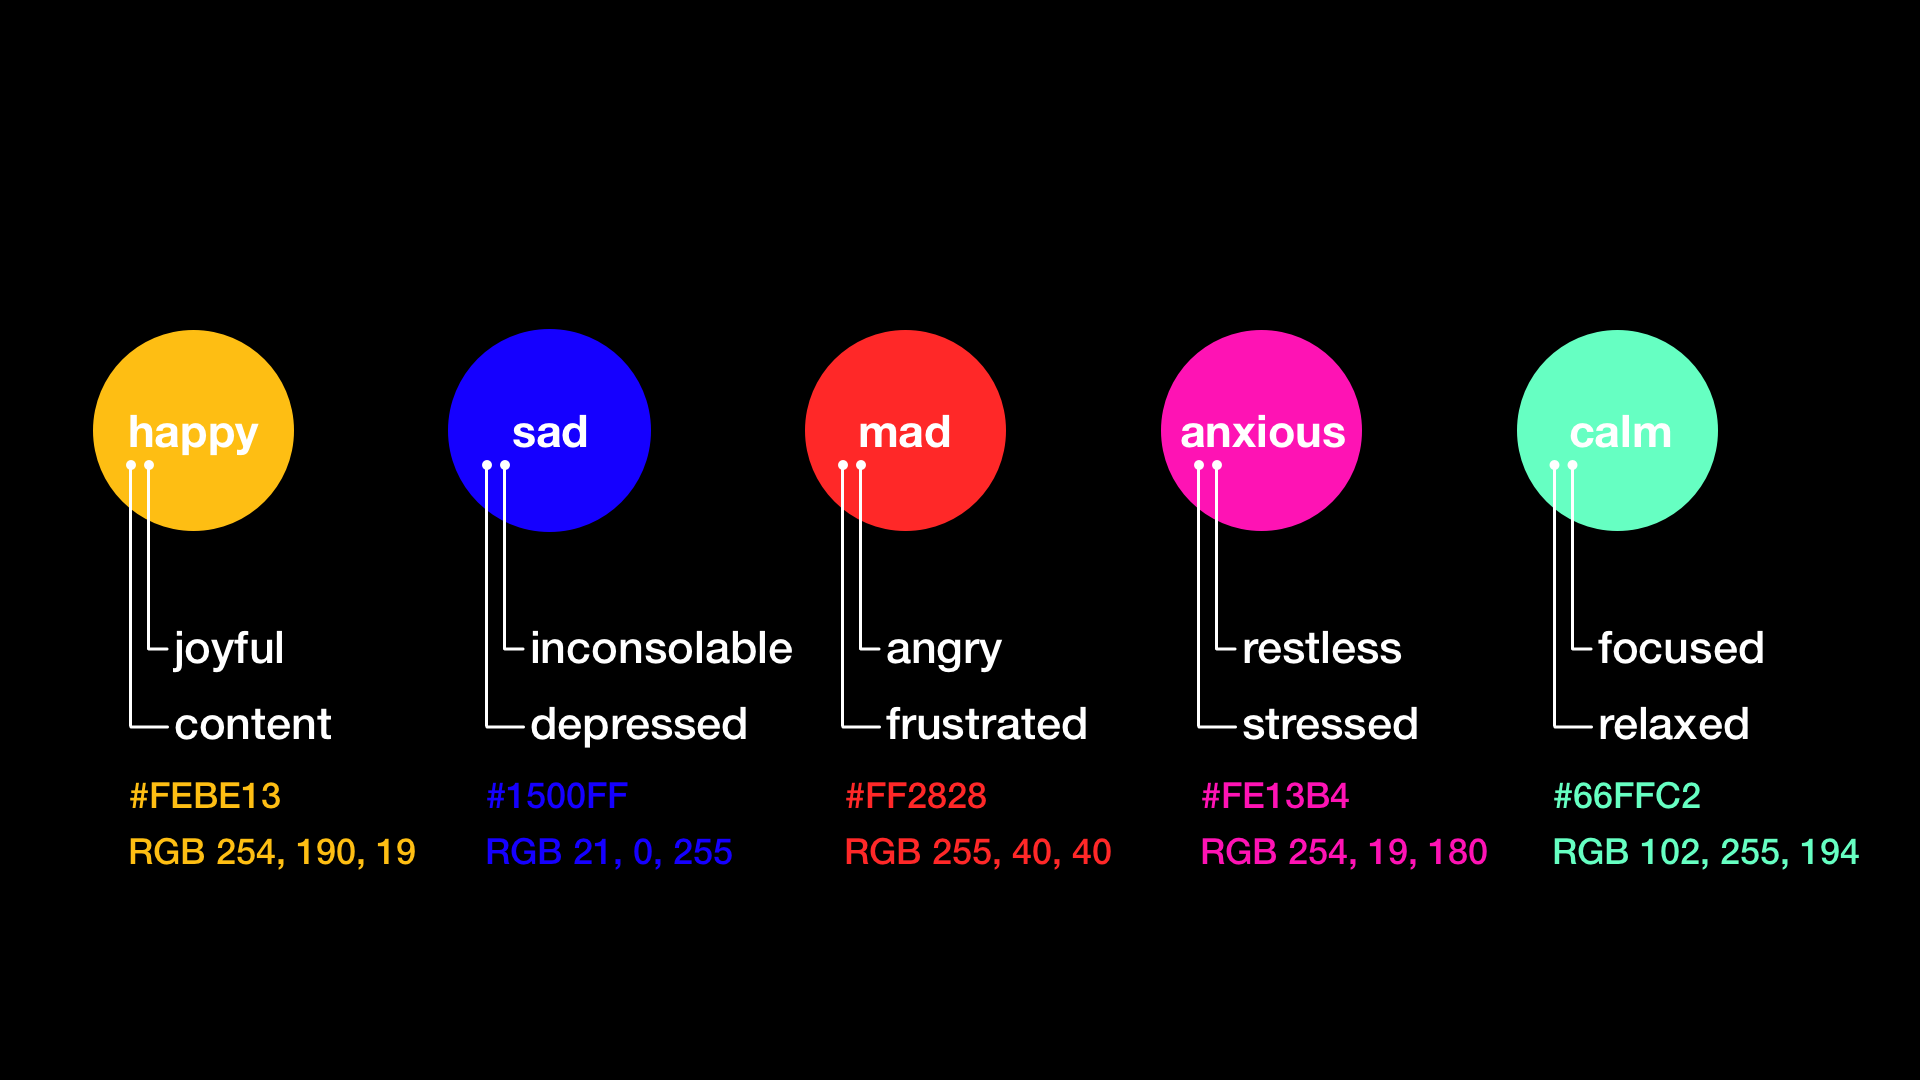 happy
joyful
content
#FEBE13
RGB 254, 190, 19
sad
inconsolable
depressed
#1500FF
RGB 21, 0, 255
mad
angry
frustrated
#FF2828
RGB 255, 40, 40
anxious
restless
stressed
#FE13B4
RGB 254, 19, 180
calm
focused
relaxed
#66FFC2
RGB 102, 255, 194